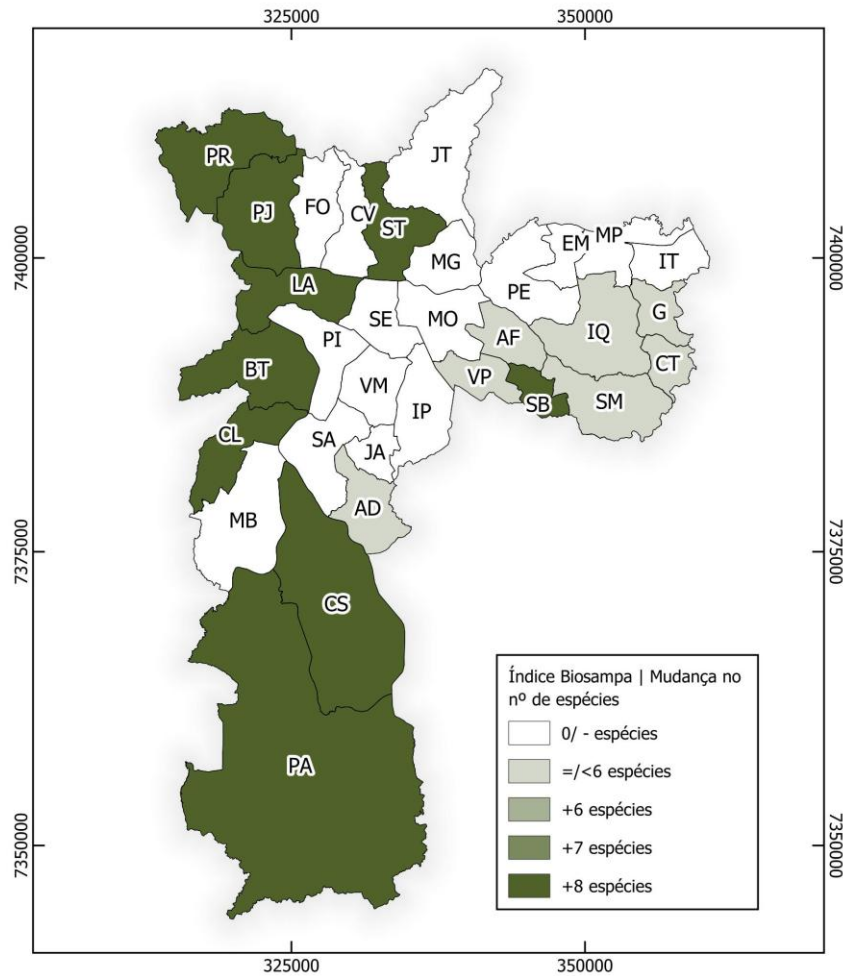 325000
350000
JT
PR
PJ
FO
CV
ST
7400000
7400000
EM
MP
IT
MG
LA
PE
SE
MO
G
PI
AF
IQ
BT
VP
CT
VM
SB
SM
IP
CL
SA
JA
AD
MB
7375000
7375000
CS
Índice Biosampa | Mudança no
nº de espécies
0/ - espécies
PA
=/<6 espécies
+6 espécies
7350000
7350000
+7 espécies
+8 espécies
325000
350000